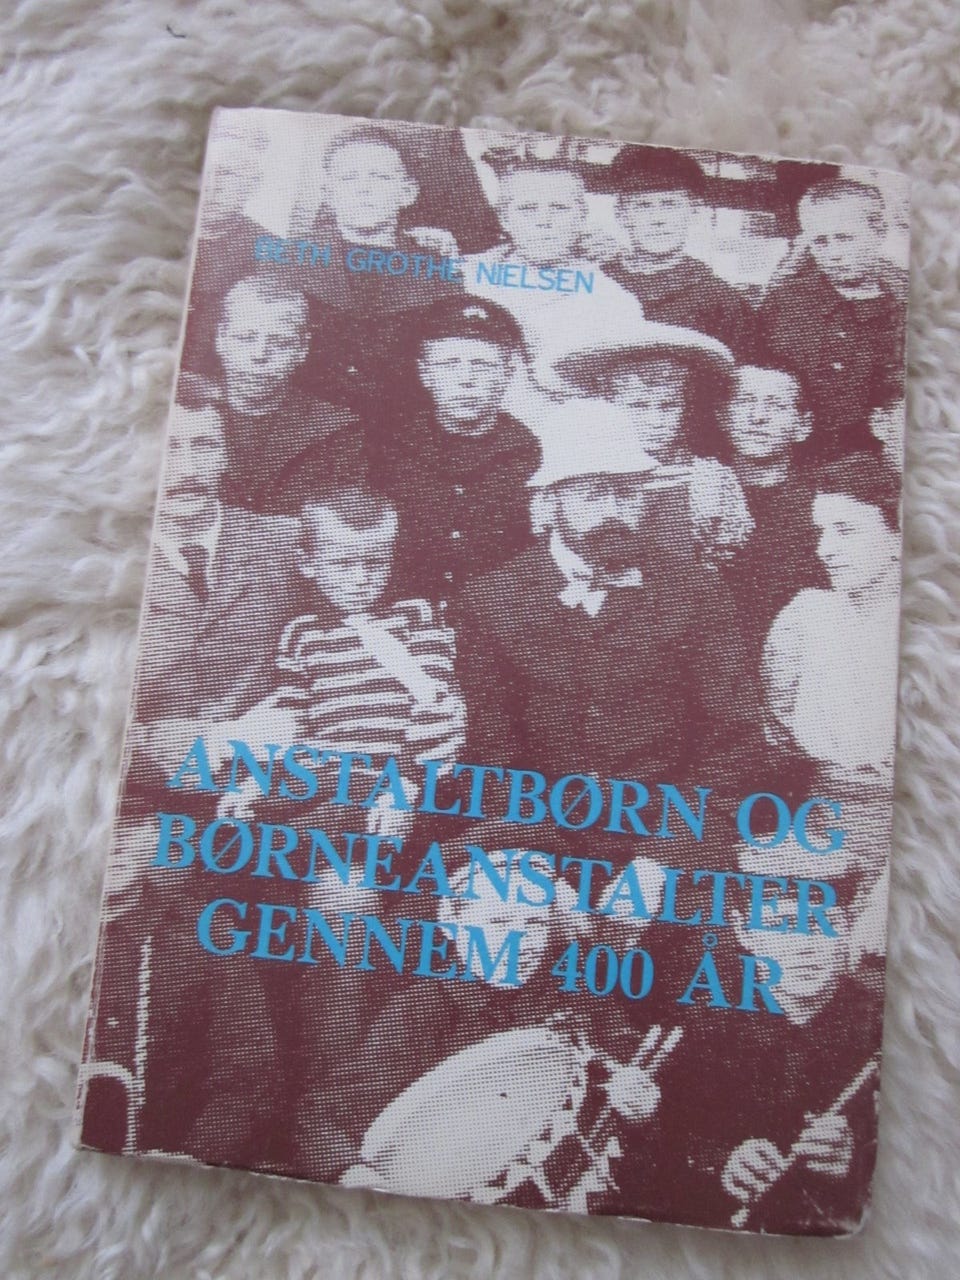 BETH GROTHE NIELSEN
ANSTALTBØRN OG
BØRNEANSTALTER
GENNEM 400 ÅR